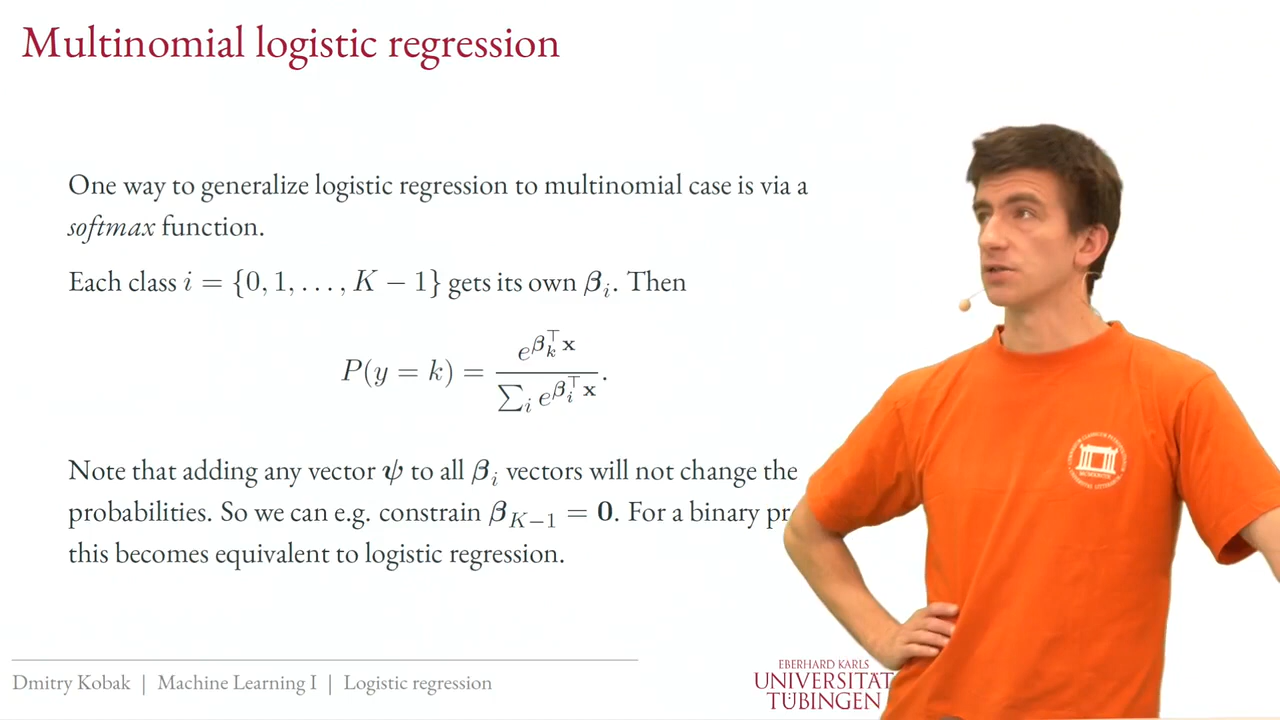 Multinomial logistic regression
One way to generalize logistic regression to multinomial case is via a
softmax function.
Each class i = {0, 1, . . . , K − 1} gets its own βᵢ. Then
P(y = k) = e^{β_k^⊤ x} / ∑_i e^{β_i^⊤ x}.
Note that adding any vector ψ to all βᵢ vectors will not change the
probabilities. So we can e.g. constrain β_{K−1} = 0. For a binary pr
this becomes equivalent to logistic regression.
Dmitry Kobak | Machine Learning I | Logistic regression
EBERHARD KARLS
UNIVERSITÄT
TÜBINGEN